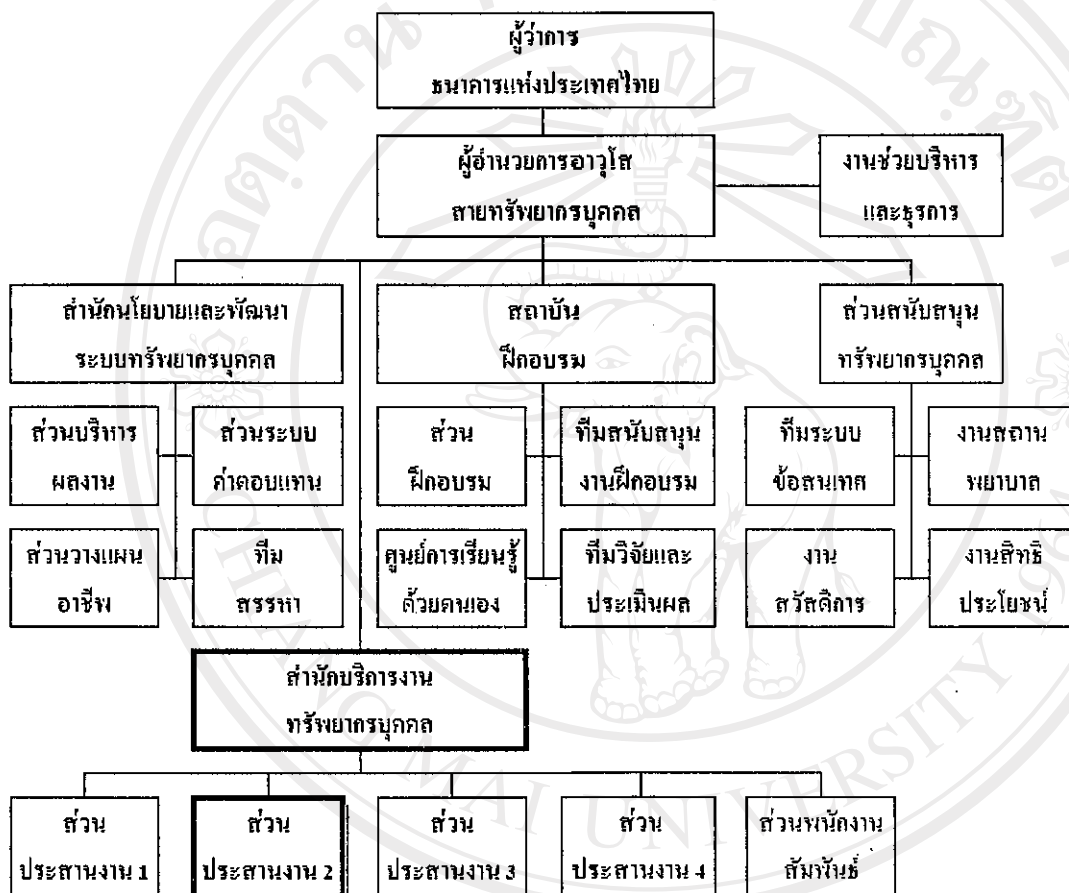 ผู้ว่าการ
ธนาคารแห่งประเทศไทย
ผู้อำนวยการอาวุโส
สายทรัพยากรบุคคล
งานช่วยบริหาร
และธุรการ
สำนักนโยบายและพัฒนา
ระบบทรัพยากรบุคคล
สถาบัน
ฝึกอบรม
ส่วนสนับสนุน
ทรัพยากรบุคคล
ส่วนบริหาร
ผลงาน
ส่วนระบบ
ค่าตอบแทน
ส่วน
ฝึกอบรม
ทีมสนับสนุน
งานฝึกอบรม
ทีมระบบ
ข้อสนเทศ
งานสถาน
พยาบาล
ส่วนวางแผน
อาชีพ
ทีม
สรรหา
ศูนย์การเรียนรู้
ด้วยตนเอง
ทีมวิจัยและ
ประเมินผล
งาน
สวัสดิการ
งานสิทธิ
ประโยชน์
สำนักบริการงาน
ทรัพยากรบุคคล
ส่วน
ประสานงาน 1
ส่วน
ประสานงาน 2
ส่วน
ประสานงาน 3
ส่วน
ประสานงาน 4
ส่วนพนักงาน
สัมพันธ์
CHIANG MAI UNIVERSITY 196